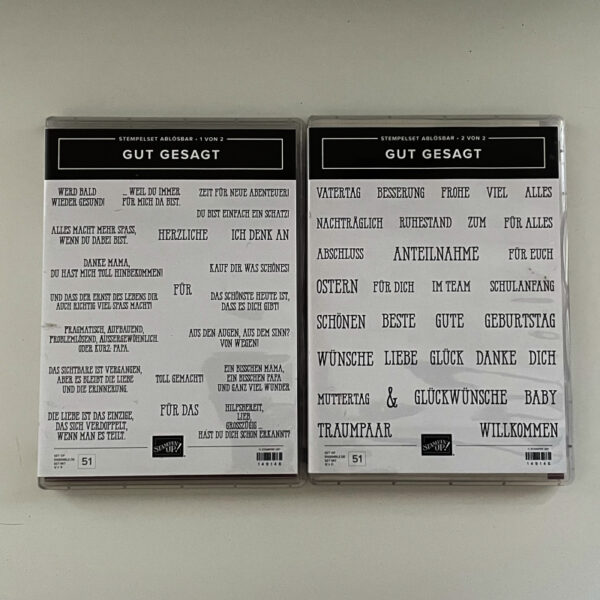 STEMPELSET ABLÖSBAR • 1 VON 2
GUT GESAGT
WERD BALD
WIEDER GESUND!
... WEIL DU IMMER
FÜR MICH DA BIST.
ZEIT FÜR NEUE ABENTEUER!
DU BIST EINFACH EIN SCHATZ!
ALLES MACHT MEHR SPASS,
WENN DU DABEI BIST.
HERZLICHE
ICH DENK AN
DANKE MAMA,
DU HAST MICH TOLL HINBEKOMMEN!
KAUF DIR WAS SCHÖNES!
FÜR
UND DASS DER ERNST DES LEBENS DIR
AUCH RICHTIG VIEL SPASS MACHT!
DAS SCHÖNSTE HEUTE IST,
DASS ES DICH GIBT!
PRAGMATISCH, AUFBAUEND,
PROBLEMLÖSEND, AUSSERGEWÖHNLICH.
ODER KURZ: PAPA.
AUS DEN AUGEN, AUS DEM SINN?
VON WEGEN!
DAS SICHTBARE IST VERGANGEN,
ABER ES BLEIBT DIE LIEBE
UND DIE ERINNERUNG.
TOLL GEMACHT!
EIN BISSCHEN MAMA,
EIN BISSCHEN PAPA
UND GANZ VIEL WUNDER
DIE LIEBE IST DAS EINZIGE,
DAS SICH VERDOPPELT,
WENN MAN ES TEILT.
FÜR DAS
HILFSBEREIT,
LIEB,
GROSSZÜGIG ...
HAST DU DICH SCHON ERKANNT?
STAMPIN' UP!
51
149145
STEMPELSET ABLÖSBAR • 2 VON 2
GUT GESAGT
VATERTAG BESSERUNG FROHE VIEL ALLES
NACHTRÄGLICH RUHESTAND ZUM FÜR ALLES
ABSCHLUSS ANTEILNAHME FÜR EUCH
OSTERN FÜR DICH IM TEAM SCHULANFANG
SCHÖNEN BESTE GUTE GEBURTSTAG
WÜNSCHE LIEBE GLÜCK DANKE DICH
MUTTERTAG & GLÜCKWÜNSCHE BABY
TRAUMPAAR WILLKOMMEN
STAMPIN' UP!
51
149145